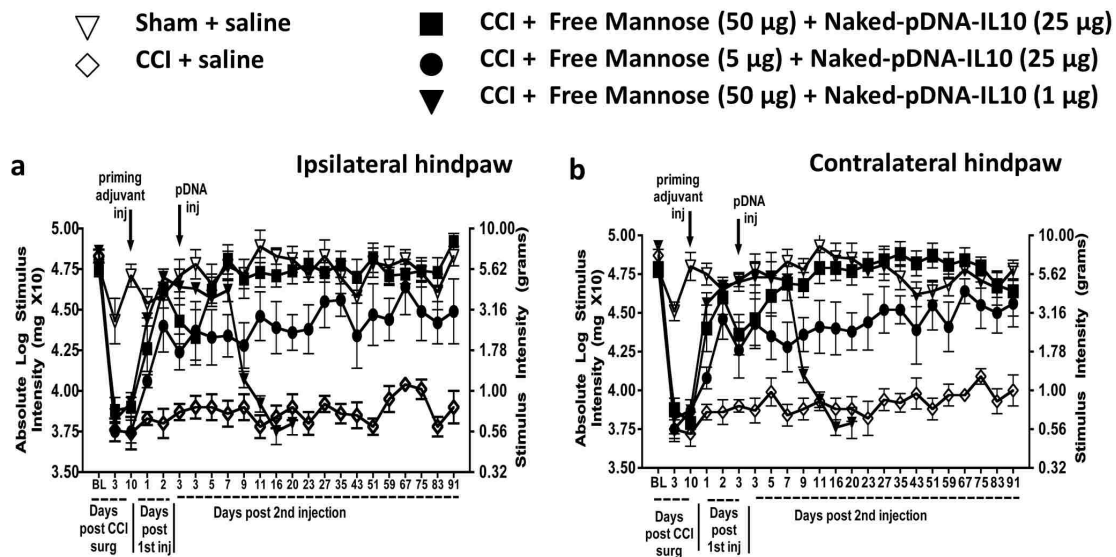 Sham + saline
CCI + saline
CCI + Free Mannose (50 µg) + Naked-pDNA-IL10 (25 µg)
CCI + Free Mannose (5 µg) + Naked-pDNA-IL10 (25 µg)
CCI + Free Mannose (50 µg) + Naked-pDNA-IL10 (1 µg)
a
Ipsilateral hindpaw
priming
adjuvant
inj
pDNA
inj
Absolute Log Stimulus
Intensity (mg X10)
5.00
4.75
4.50
4.25
4.00
3.75
3.50
10.00
5.62
3.16
1.78
1.00
0.56
0.32
Stimulus Intensity (grams)
BL 3 10 1 2 3 3 5 7 9 11 16 20 23 27 35 43 51 59 67 75 83 91
Days
post CCI
surg
Days
post
1st inj
Days post 2nd injection
b
Contralateral hindpaw
priming
adjuvant
inj
pDNA
inj
Absolute Log Stimulus
Intensity (mg X10)
5.00
4.75
4.50
4.25
4.00
3.75
3.50
10.00
5.62
3.16
1.78
1.00
0.56
0.32
Stimulus Intensity (grams)
BL 3 10 1 2 3 3 5 7 9 11 16 20 23 27 35 43 51 59 67 75 83 91
Days
post CCI
surg
Days
post
1st inj
Days post 2nd injection